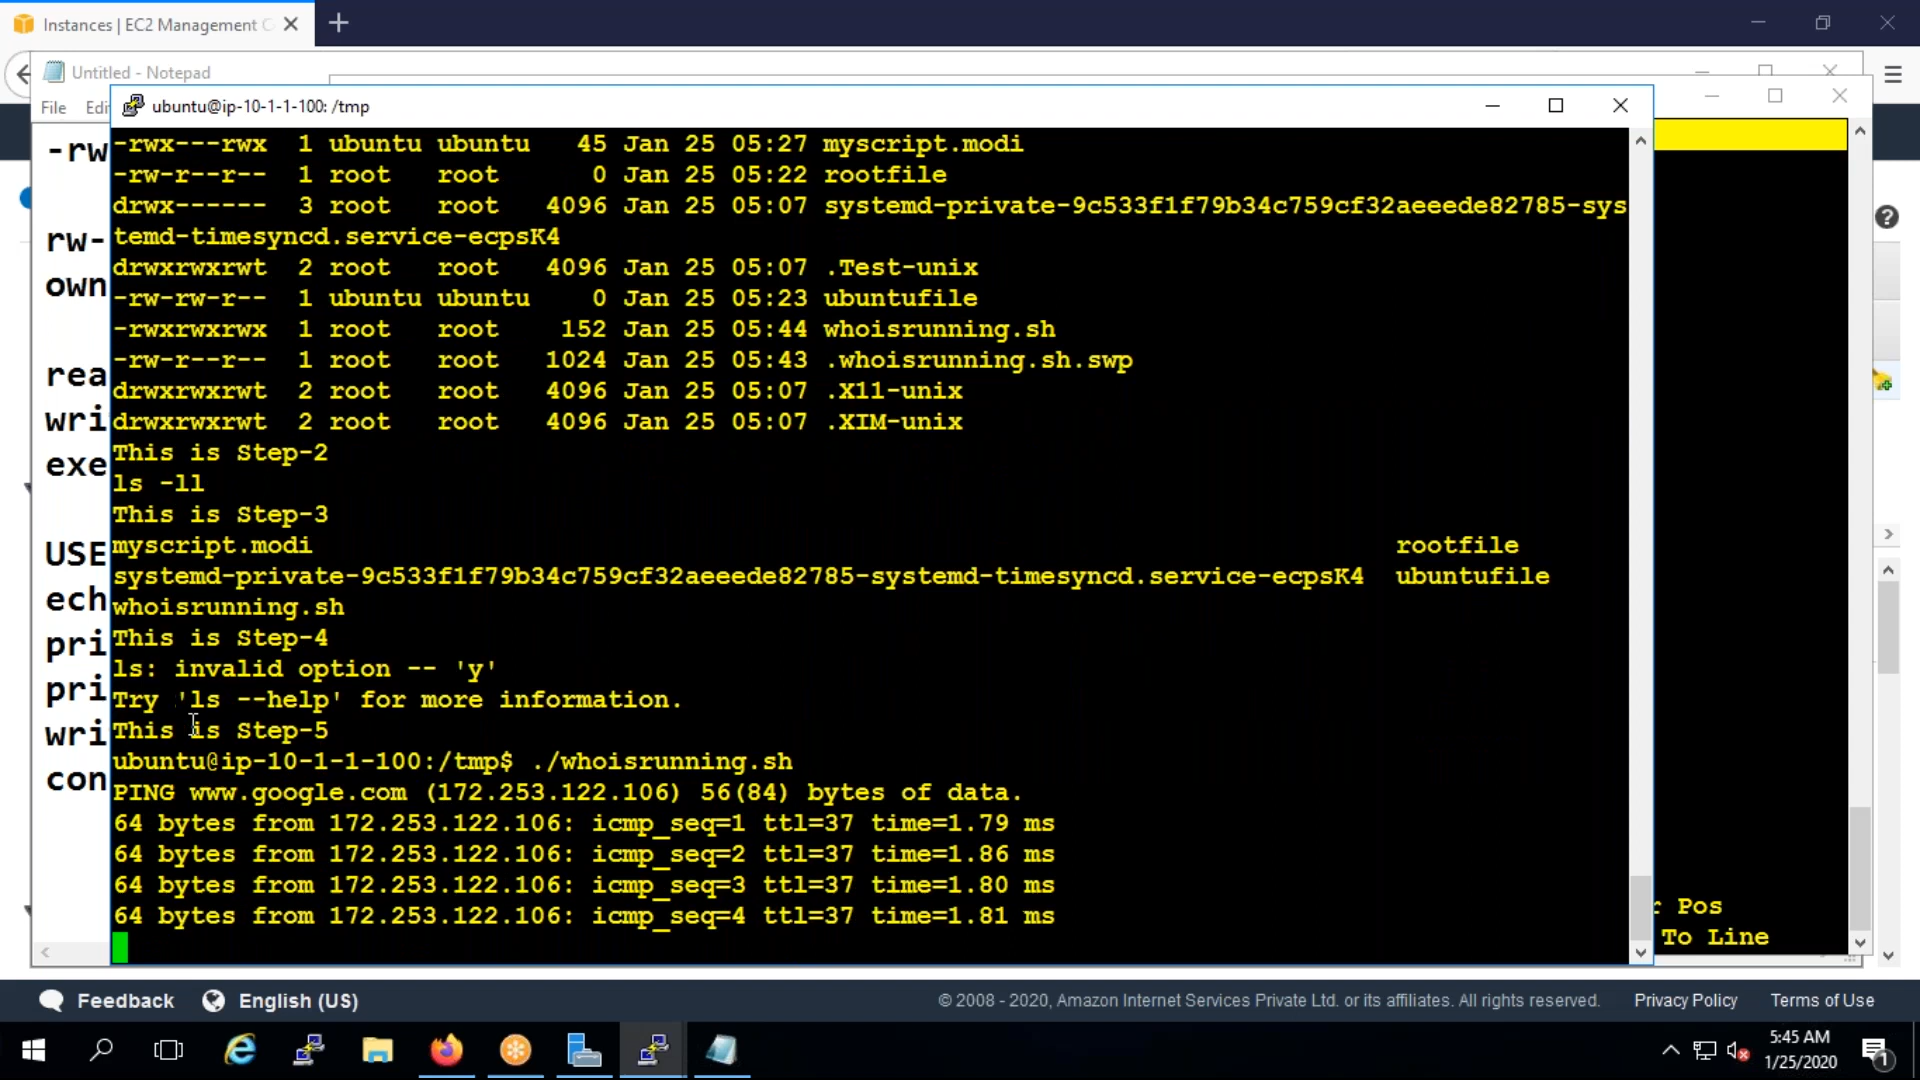 Instances | EC2 Management C
Untitled - Notepad
File Edi
ubuntu@ip-10-1-1-100: /tmp
-rw
rw-
own
rea
wri
exe
USE
ech
pri
pri
wri
con
-rwx---rwx 1 ubuntu ubuntu 45 Jan 25 05:27 myscript.modi
-rw-r--r-- 1 root root 0 Jan 25 05:22 rootfile
drwx------ 3 root root 4096 Jan 25 05:07 systemd-private-9c533f1f79b34c759cf32aeeede82785-sys
temd-timesyncd.service-ecpsK4
drwxrwxrwt 2 root root 4096 Jan 25 05:07 .Test-unix
-rw-rw-r-- 1 ubuntu ubuntu 0 Jan 25 05:23 ubuntufile
-rwxrwxrwx 1 root root 152 Jan 25 05:44 whoisrunning.sh
-rw-r--r-- 1 root root 1024 Jan 25 05:43 .whoisrunning.sh.swp
drwxrwxrwt 2 root root 4096 Jan 25 05:07 .X11-unix
drwxrwxrwt 2 root root 4096 Jan 25 05:07 .XIM-unix
This is Step-2
ls -ll
This is Step-3
myscript.modi rootfile
systemd-private-9c533f1f79b34c759cf32aeeede82785-systemd-timesyncd.service-ecpsK4 ubuntufile
whoisrunning.sh
This is Step-4
ls: invalid option -- 'y'
Try 'ls --help' for more information.
This is Step-5
ubuntu@ip-10-1-1-100:/tmp$ ./whoisrunning.sh
PING www.google.com (172.253.122.106) 56(84) bytes of data.
64 bytes from 172.253.122.106: icmp_seq=1 ttl=37 time=1.79 ms
64 bytes from 172.253.122.106: icmp_seq=2 ttl=37 time=1.86 ms
64 bytes from 172.253.122.106: icmp_seq=3 ttl=37 time=1.80 ms
64 bytes from 172.253.122.106: icmp_seq=4 ttl=37 time=1.81 ms
r Pos
To Line
Feedback English (US) © 2008 - 2020, Amazon Internet Services Private Ltd. or its affiliates. All rights reserved. Privacy Policy Terms of Use
5:45 AM
1/25/2020
1